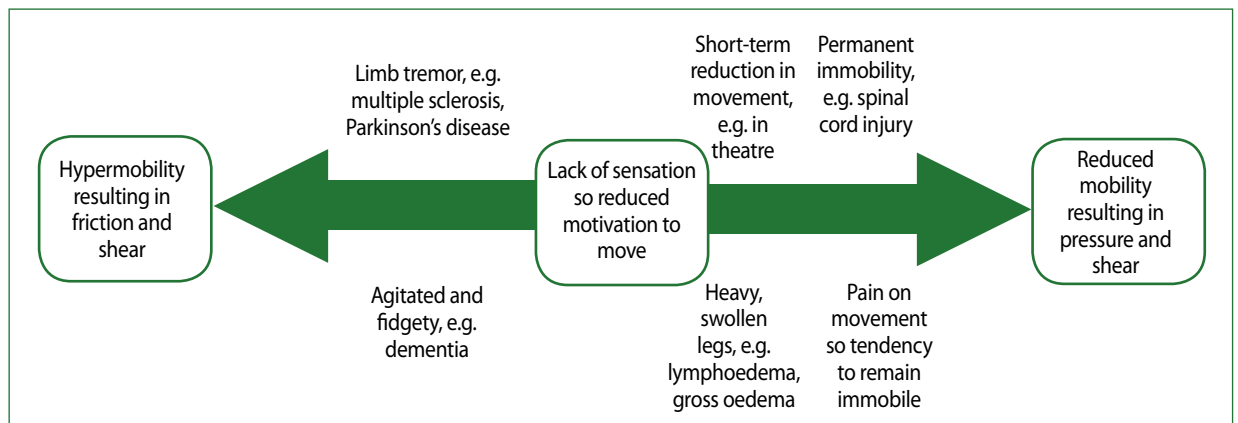 Limb tremor, e.g.
multiple sclerosis,
Parkinson’s disease
Short-term
reduction in
movement,
e.g. in
theatre
Permanent
immobility,
e.g. spinal
cord injury
Hypermobility
resulting in
friction and
shear
Lack of sensation
so reduced
motivation to
move
Reduced
mobility
resulting in
pressure and
shear
Agitated and
fidgety, e.g.
dementia
Heavy,
swollen
legs, e.g.
lymphoedema,
gross oedema
Pain on
movement
so tendency
to remain
immobile